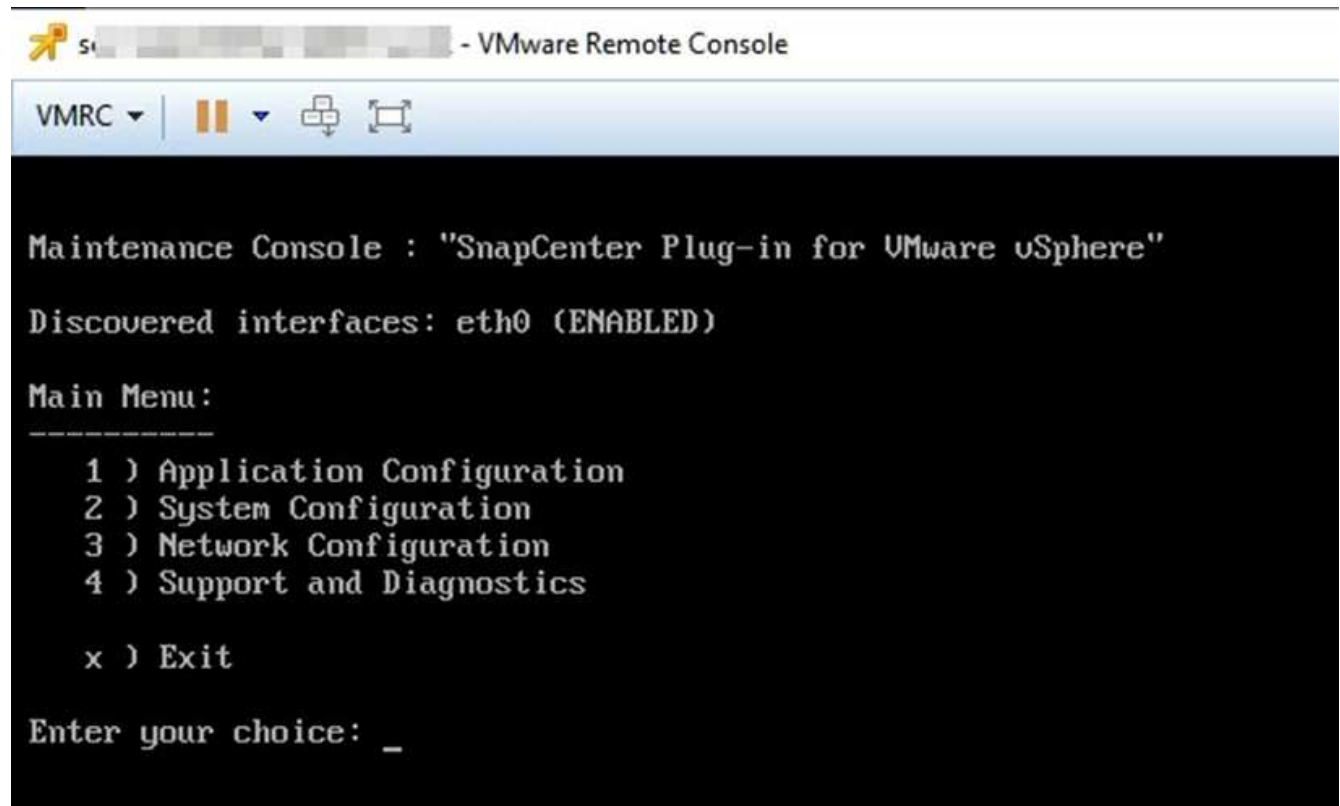 - VMware Remote Console
VMRC
Maintenance Console : "SnapCenter Plug-in for VMware vSphere"
Discovered interfaces: eth0 (ENABLED)
Main Menu:
----------
1 ) Application Configuration
2 ) System Configuration
3 ) Network Configuration
4 ) Support and Diagnostics
x ) Exit
Enter your choice: _